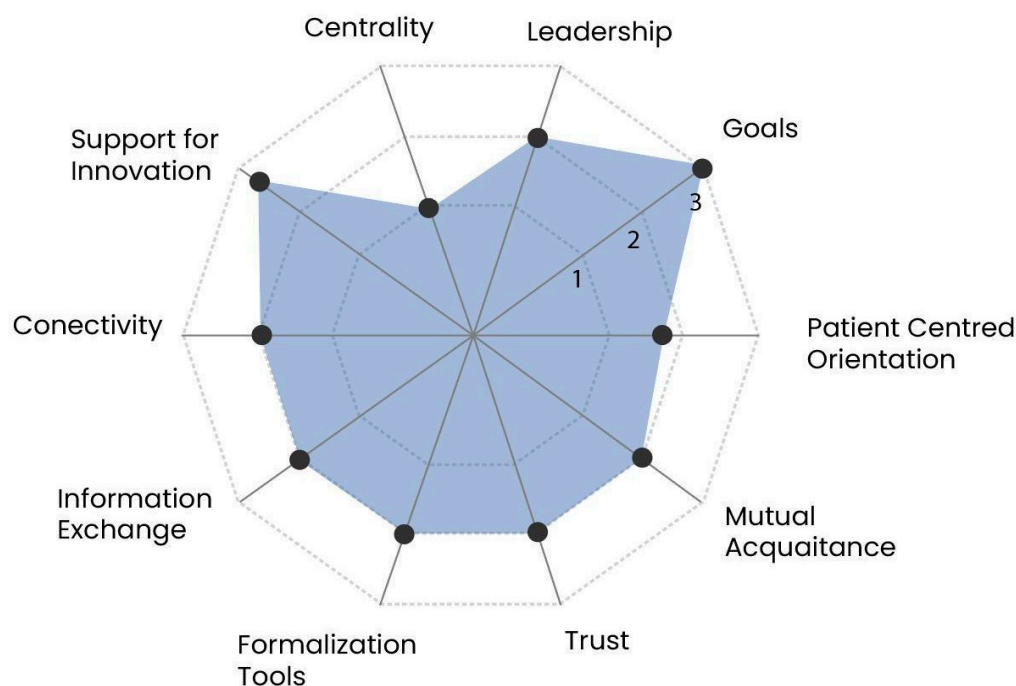 Centrality
Leadership
Goals
Support for
Innovation
3
2
1
Conectivity
Patient Centred
Orientation
Information
Exchange
Mutual
Acquaitance
Formalization
Tools
Trust